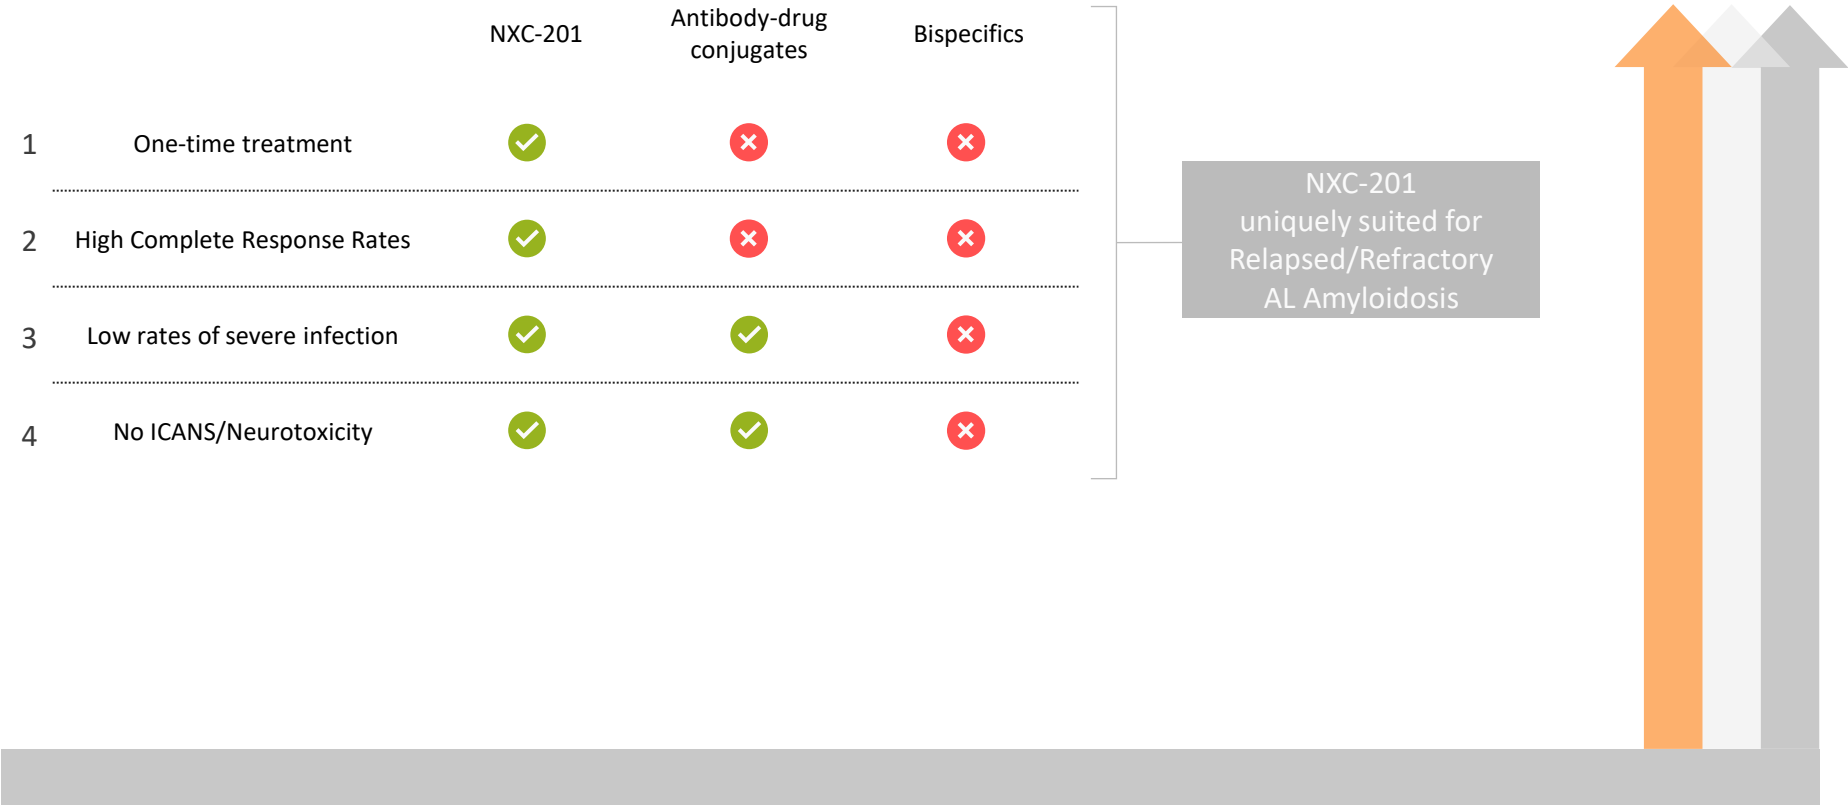 NXC-201
Antibody-drug
conjugates
Bispecifics
1 One-time treatment
2 High Complete Response Rates
3 Low rates of severe infection
4 No ICANS/Neurotoxicity
NXC-201
uniquely suited for
Relapsed/Refractory
AL Amyloidosis